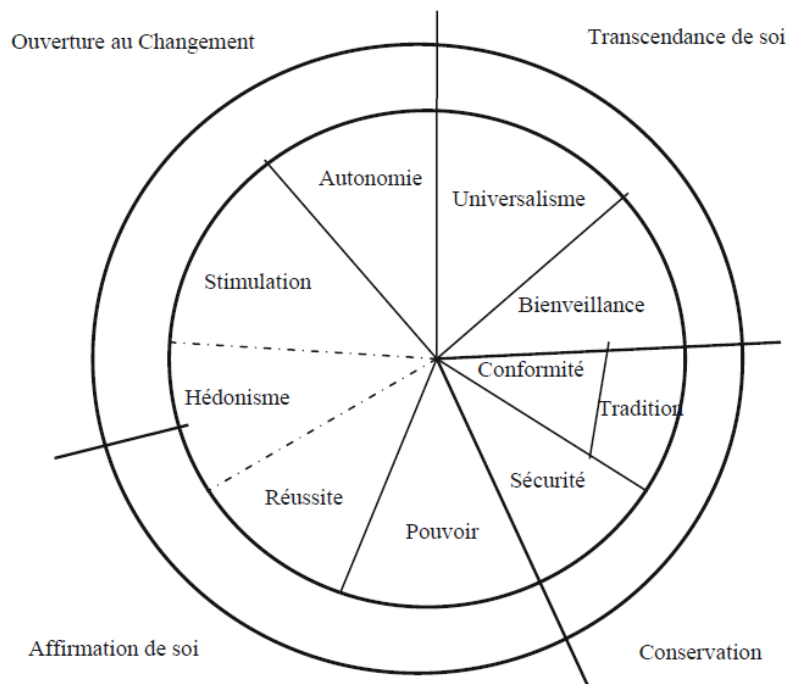 Ouverture au Changement
Transcendance de soi
Autonomie
Universalisme
Stimulation
Bienveillance
Conformité
Hédonisme
Tradition
Sécurité
Réussite
Pouvoir
Affirmation de soi
Conservation